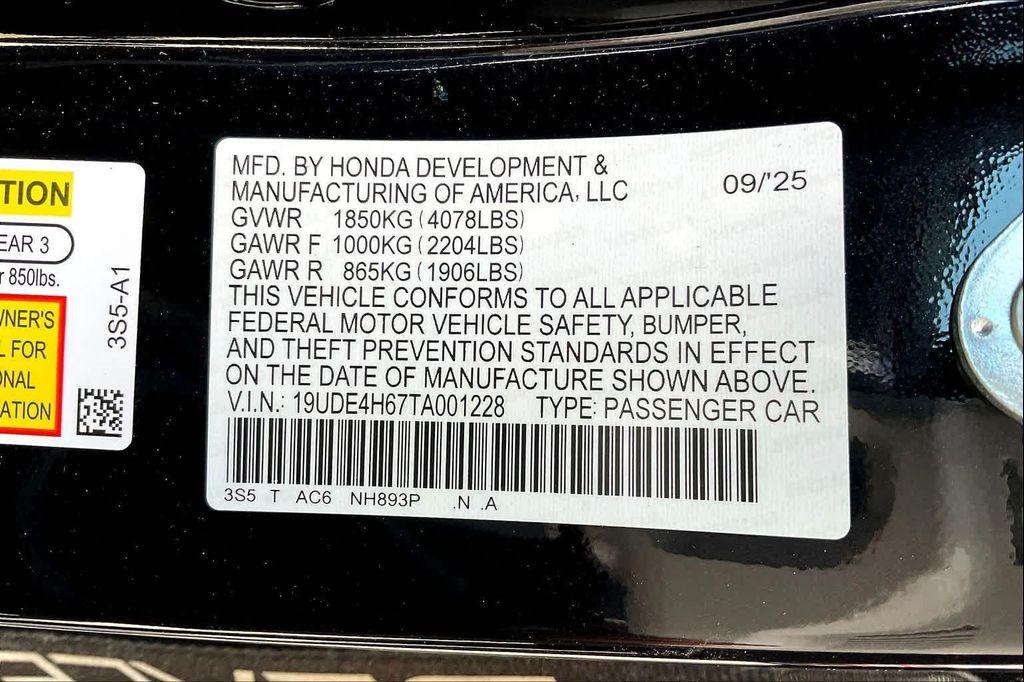 TION
EAR 3
r 850lbs.
WNER'S
L FOR
ONAL
ATION
3S5-A1
MFD. BY HONDA DEVELOPMENT &
MANUFACTURING OF AMERICA, LLC 09/'25
GVWR 1850KG (4078LBS)
GAWR F 1000KG (2204LBS)
GAWR R 865KG (1906LBS)
THIS VEHICLE CONFORMS TO ALL APPLICABLE
FEDERAL MOTOR VEHICLE SAFETY, BUMPER,
AND THEFT PREVENTION STANDARDS IN EFFECT
ON THE DATE OF MANUFACTURE SHOWN ABOVE.
V.I.N.: 19UDE4H67TA001228 TYPE: PASSENGER CAR
3S5 T AC6 NH893P .N .A